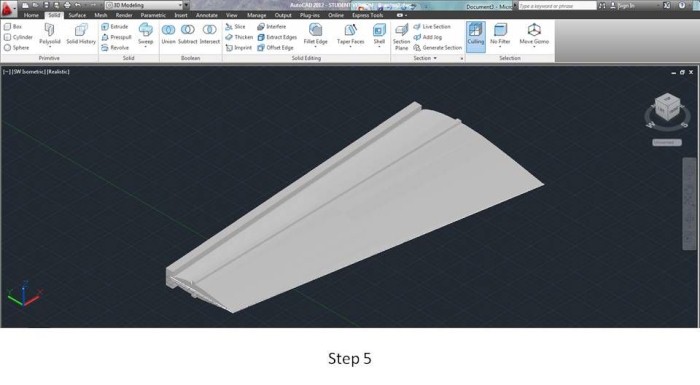 3D Modeling
AutoCAD 2012 - STUDENT
Document3 - Mic
Type a keyword or phrase
Sign In
Home Solid Surface Mesh Render Parametric Insert Annotate View Manage Output Plug-ins Online Express Tools
Box
Cylinder
Sphere
Polysolid
Solid History
Extrude
Presspull
Revolve
Sweep
Union
Subtract
Intersect
Slice
Thicken
Imprint
Interfere
Extract Edges
Offset Edge
Fillet Edge
Taper Faces
Shell
Section Plane
Live Section
Add Jog
Generate Section
Culling
No Filter
Move Gizmo
Primitive
Solid
Boolean
Solid Editing
Section
Selection
[–][SW Isometric][Realistic]
Step 5